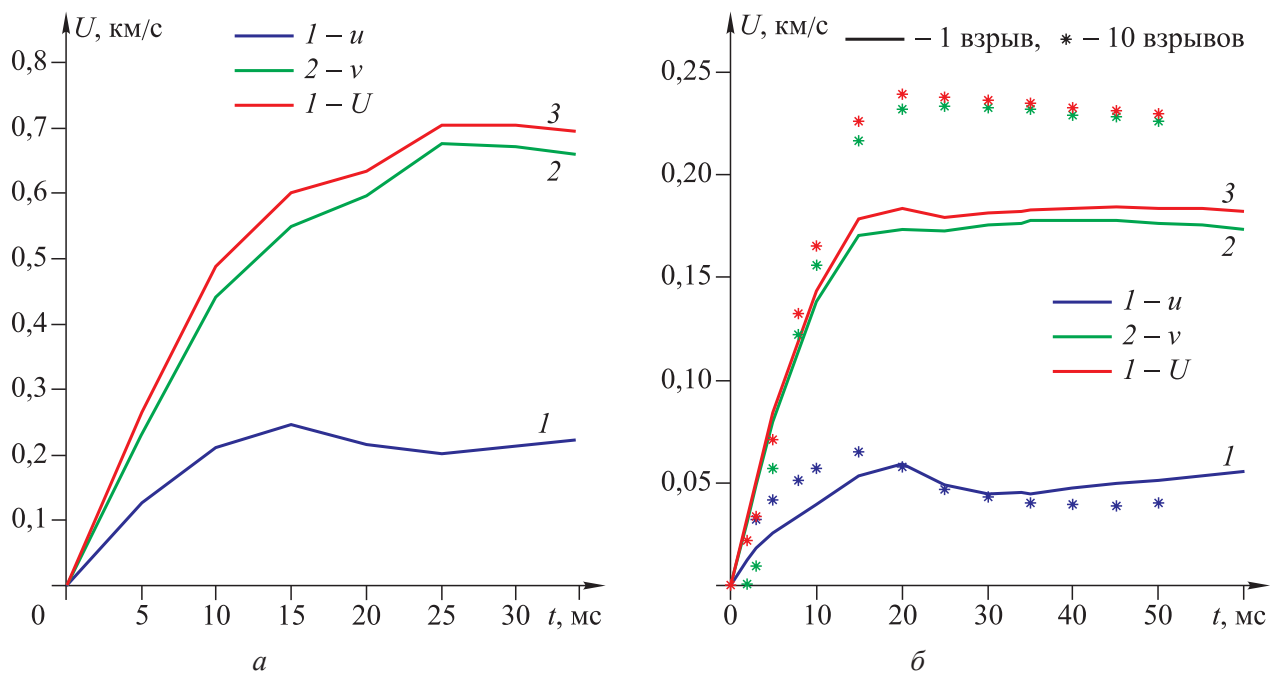 U, км/с
1 – u
2 – v
1 – U
0,8
0,7
0,6
0,5
0,4
0,3
0,2
0,1
3
2
1
0 5 10 15 20 25 30 t, мс
а
U, км/с
– 1 взрыв, * – 10 взрывов
0,25
0,20
0,15
0,10
0,05
3
2
1 – u
2 – v
1 – U
1
0 10 20 30 40 50 t, мс
б